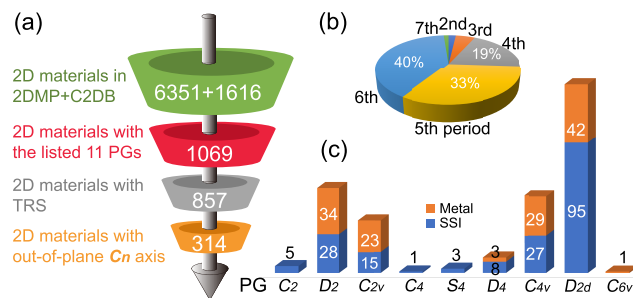 (a)
2D materials in
2DMP+C2DB
6351+1616
2D materials with
the listed 11 PGs
1069
2D materials with
TRS
857
2D materials with
out-of-plane Cn axis
314
(b)
7th 2nd
3rd
4th
19%
40%
33%
6th
5th period
(c)
Metal
SSI
5
34
28
23
15
1
3
3
8
29
27
42
95
1
PG C2 D2 C2v C4 S4 D4 C4v D2d C6v